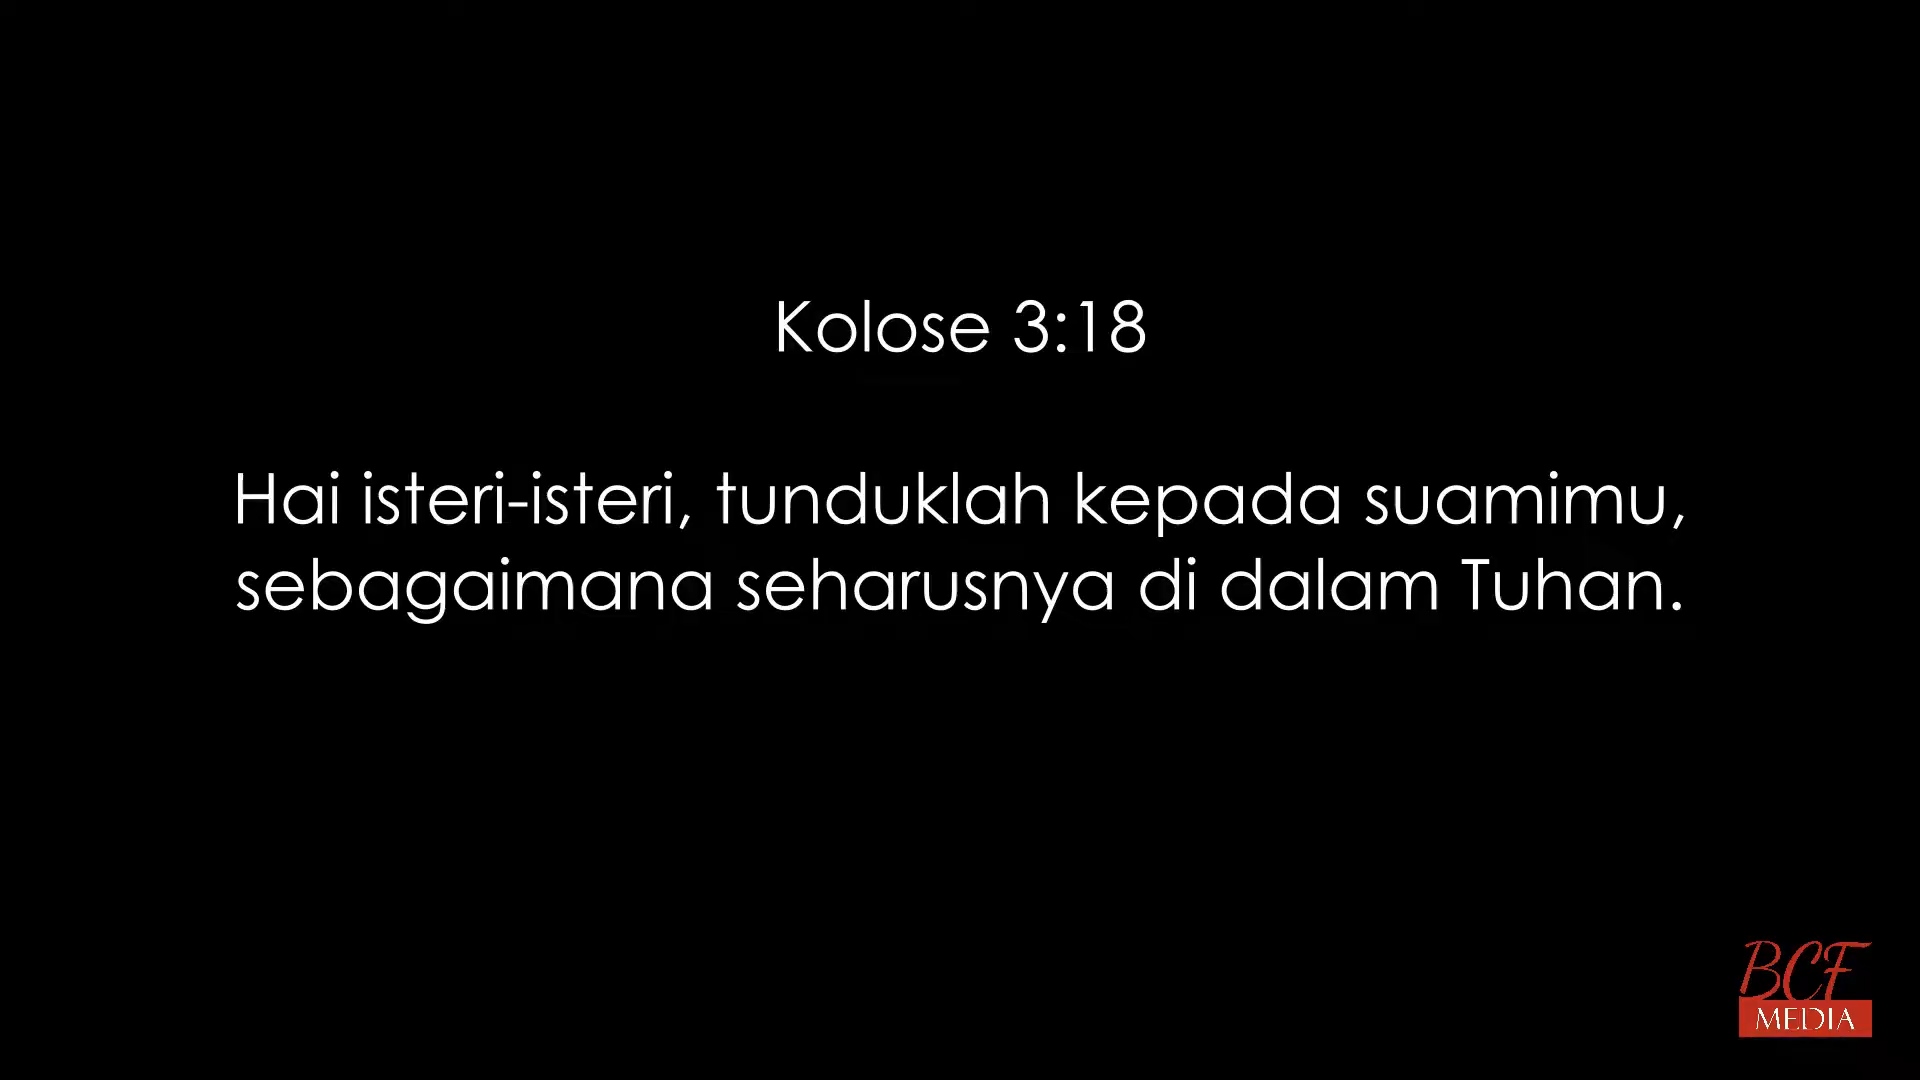 Kolose 3:18
Hai isteri-isteri, tunduklah kepada suamimu,
sebagaimana seharusnya di dalam Tuhan.
BCF
MEDIA